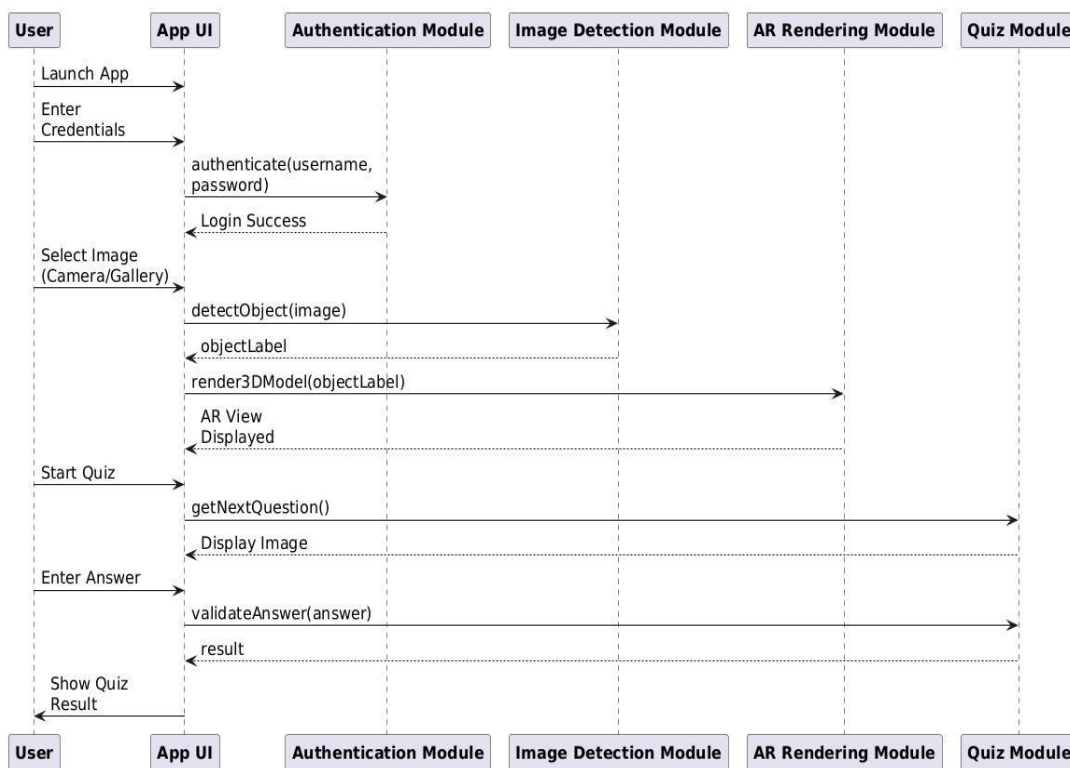 User App UI Authentication Module Image Detection Module AR Rendering Module Quiz Module
Launch App
Enter
Credentials
authenticate(username,
password)
Login Success
Select Image
(Camera/Gallery)
detectObject(image)
objectLabel
render3DModel(objectLabel)
AR View
Displayed
Start Quiz
getNextQuestion()
Display Image
Enter Answer
validateAnswer(answer)
result
Show Quiz
Result
User App UI Authentication Module Image Detection Module AR Rendering Module Quiz Module